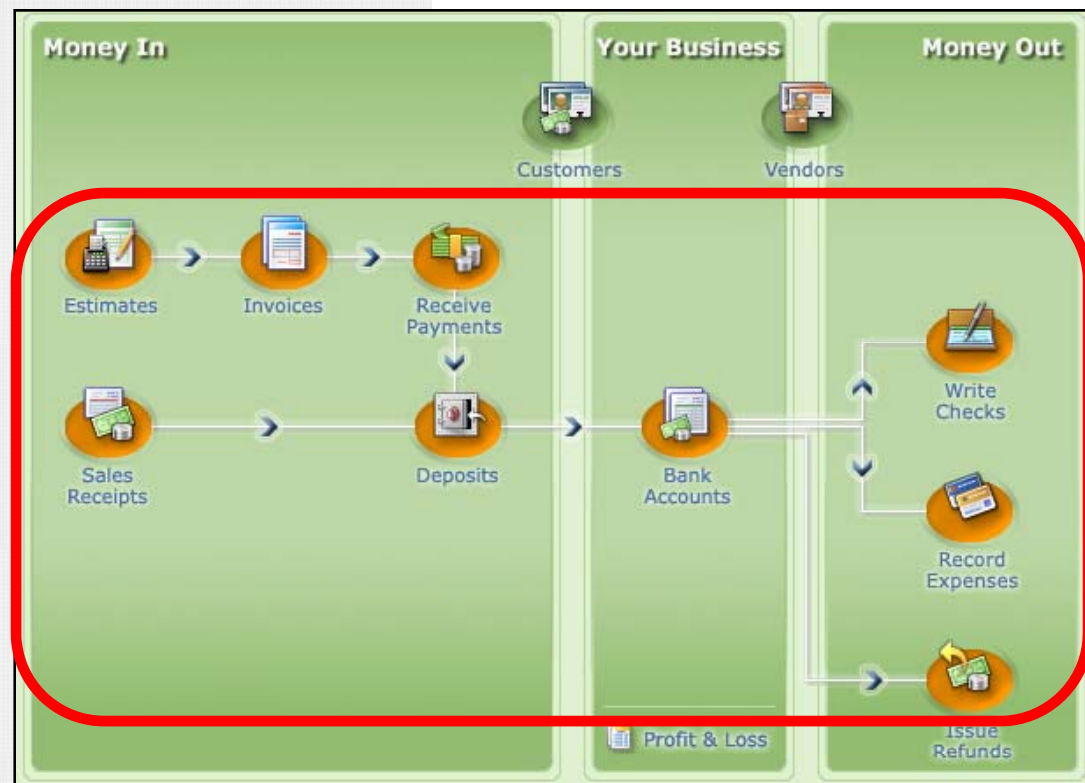 Money In
Your Business
Money Out
Customers
Vendors
Estimates
Invoices
Receive
Payments
Write
Checks
Sales
Receipts
Deposits
Bank
Accounts
Record
Expenses
Issue
Refunds
Profit & Loss